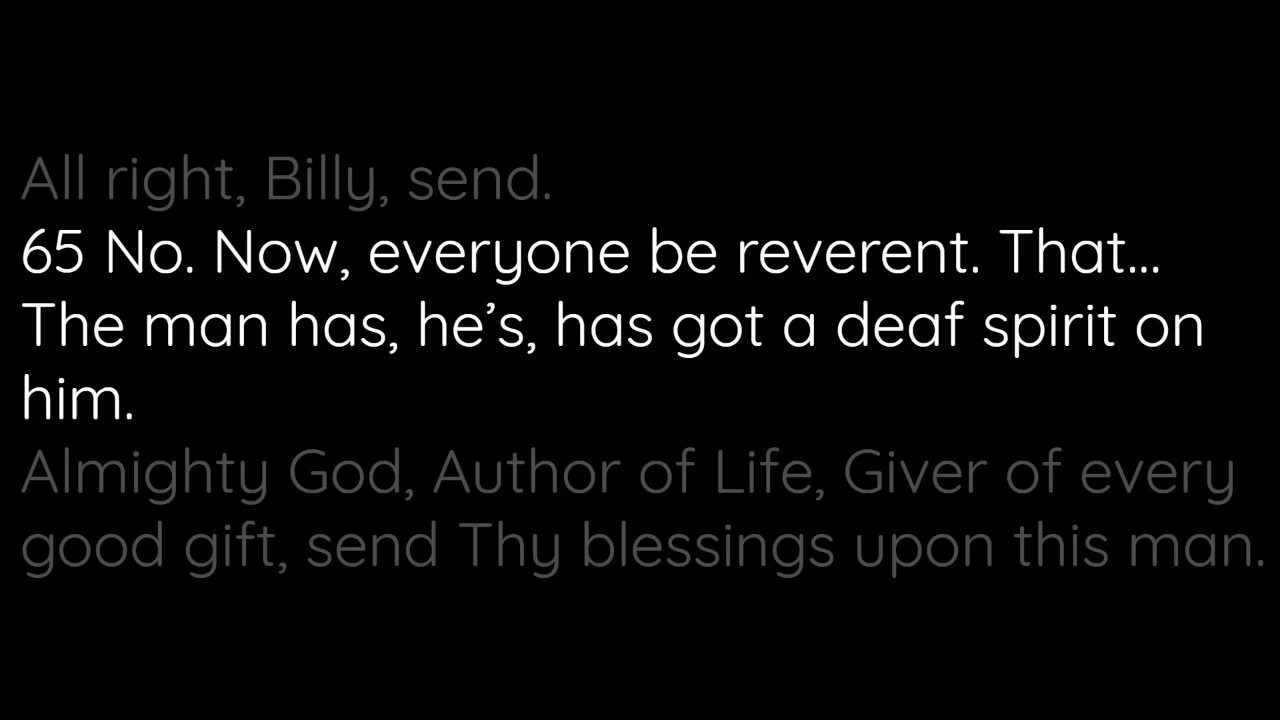 All right, Billy, send.
65 No. Now, everyone be reverent. That...
The man has, he’s, has got a deaf spirit on
him.
Almighty God, Author of Life, Giver of every
good gift, send Thy blessings upon this man.